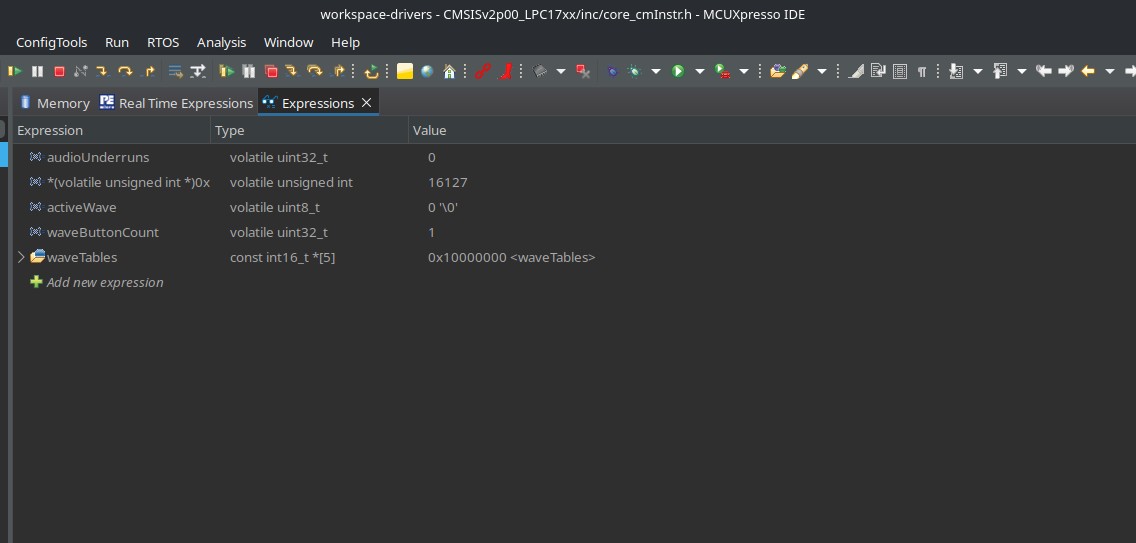 workspace-drivers - CMSISv2p00_LPC17xx/inc/core_cmInstr.h - MCUXpresso IDE
ConfigTools Run RTOS Analysis Window Help
Memory Real Time Expressions Expressions
Expression Type Value
audioUnderruns volatile uint32_t 0
*(volatile unsigned int *)0x volatile unsigned int 16127
activeWave volatile uint8_t 0 '\0'
waveButtonCount volatile uint32_t 1
waveTables const int16_t *[5] 0x10000000 <waveTables>
Add new expression